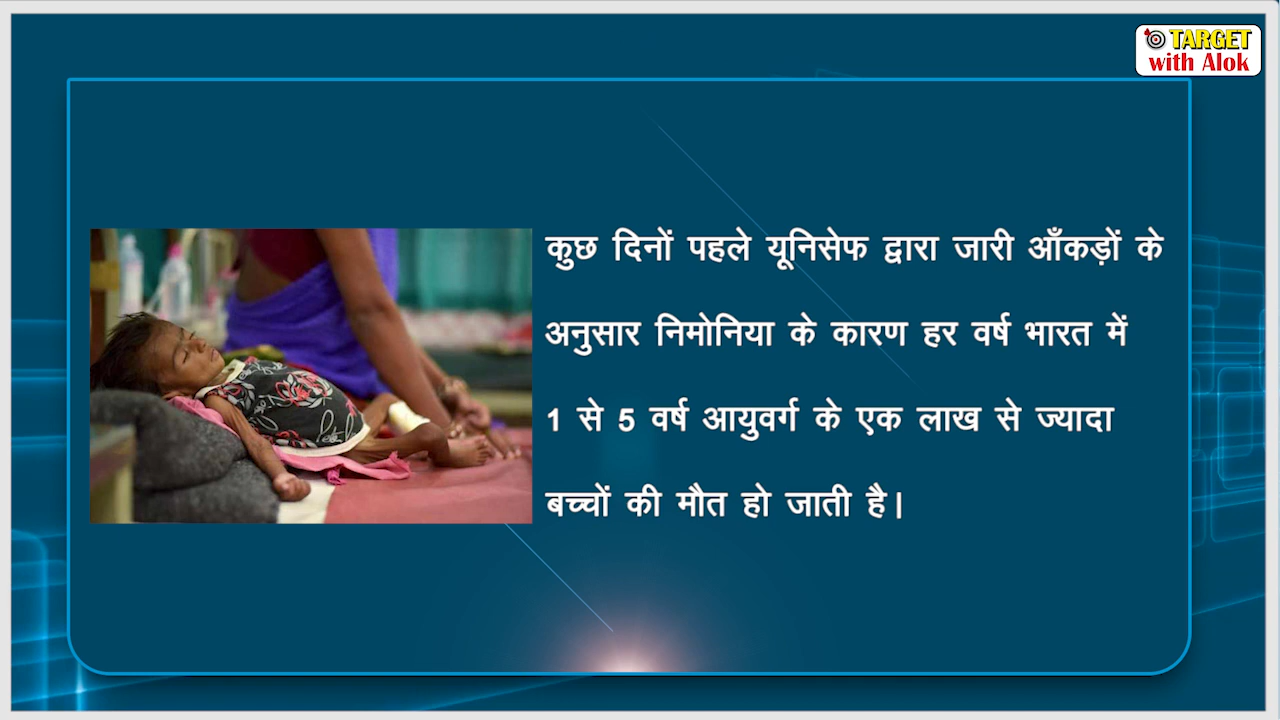 TARGET
with Alok
कुछ दिनों पहले यूनिसेफ द्वारा जारी आँकड़ों के
अनुसार निमोनिया के कारण हर वर्ष भारत में
1 से 5 वर्ष आयुवर्ग के एक लाख से ज्यादा
बच्चों की मौत हो जाती है।